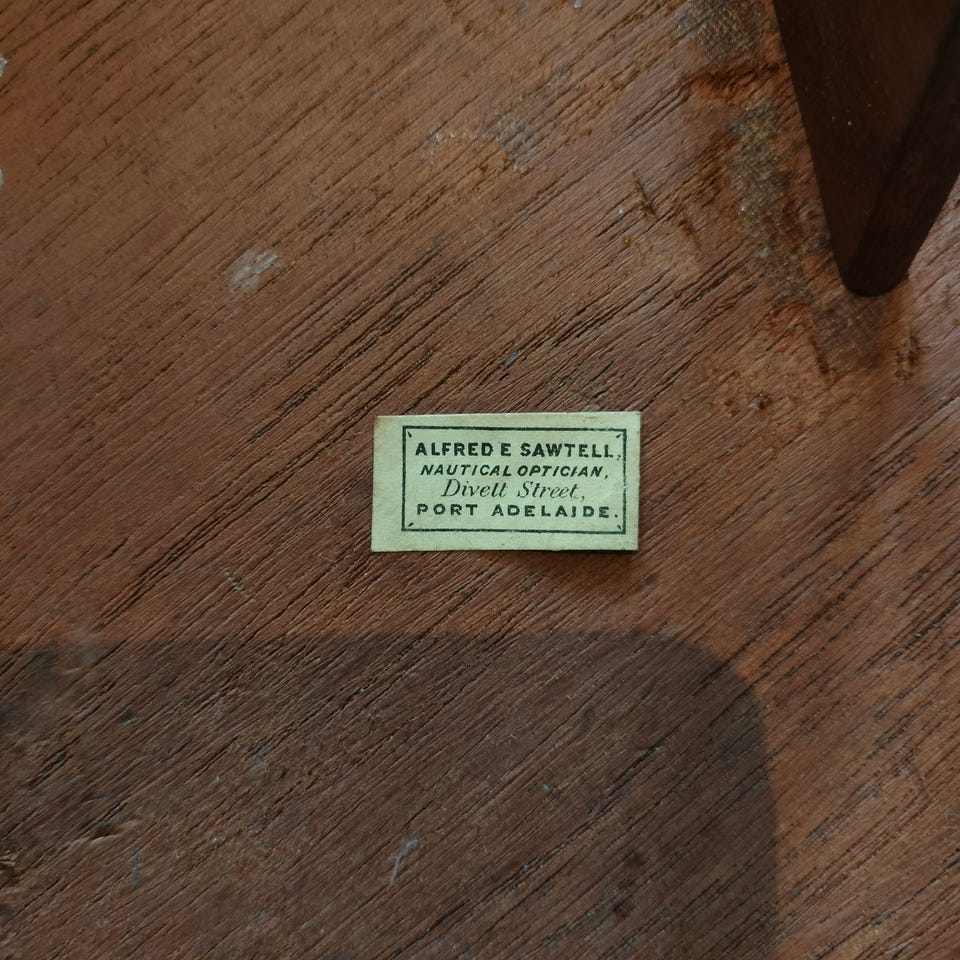 ALFRED E SAWTELL,
NAUTICAL OPTICIAN,
Divett Street,
PORT ADELAIDE.